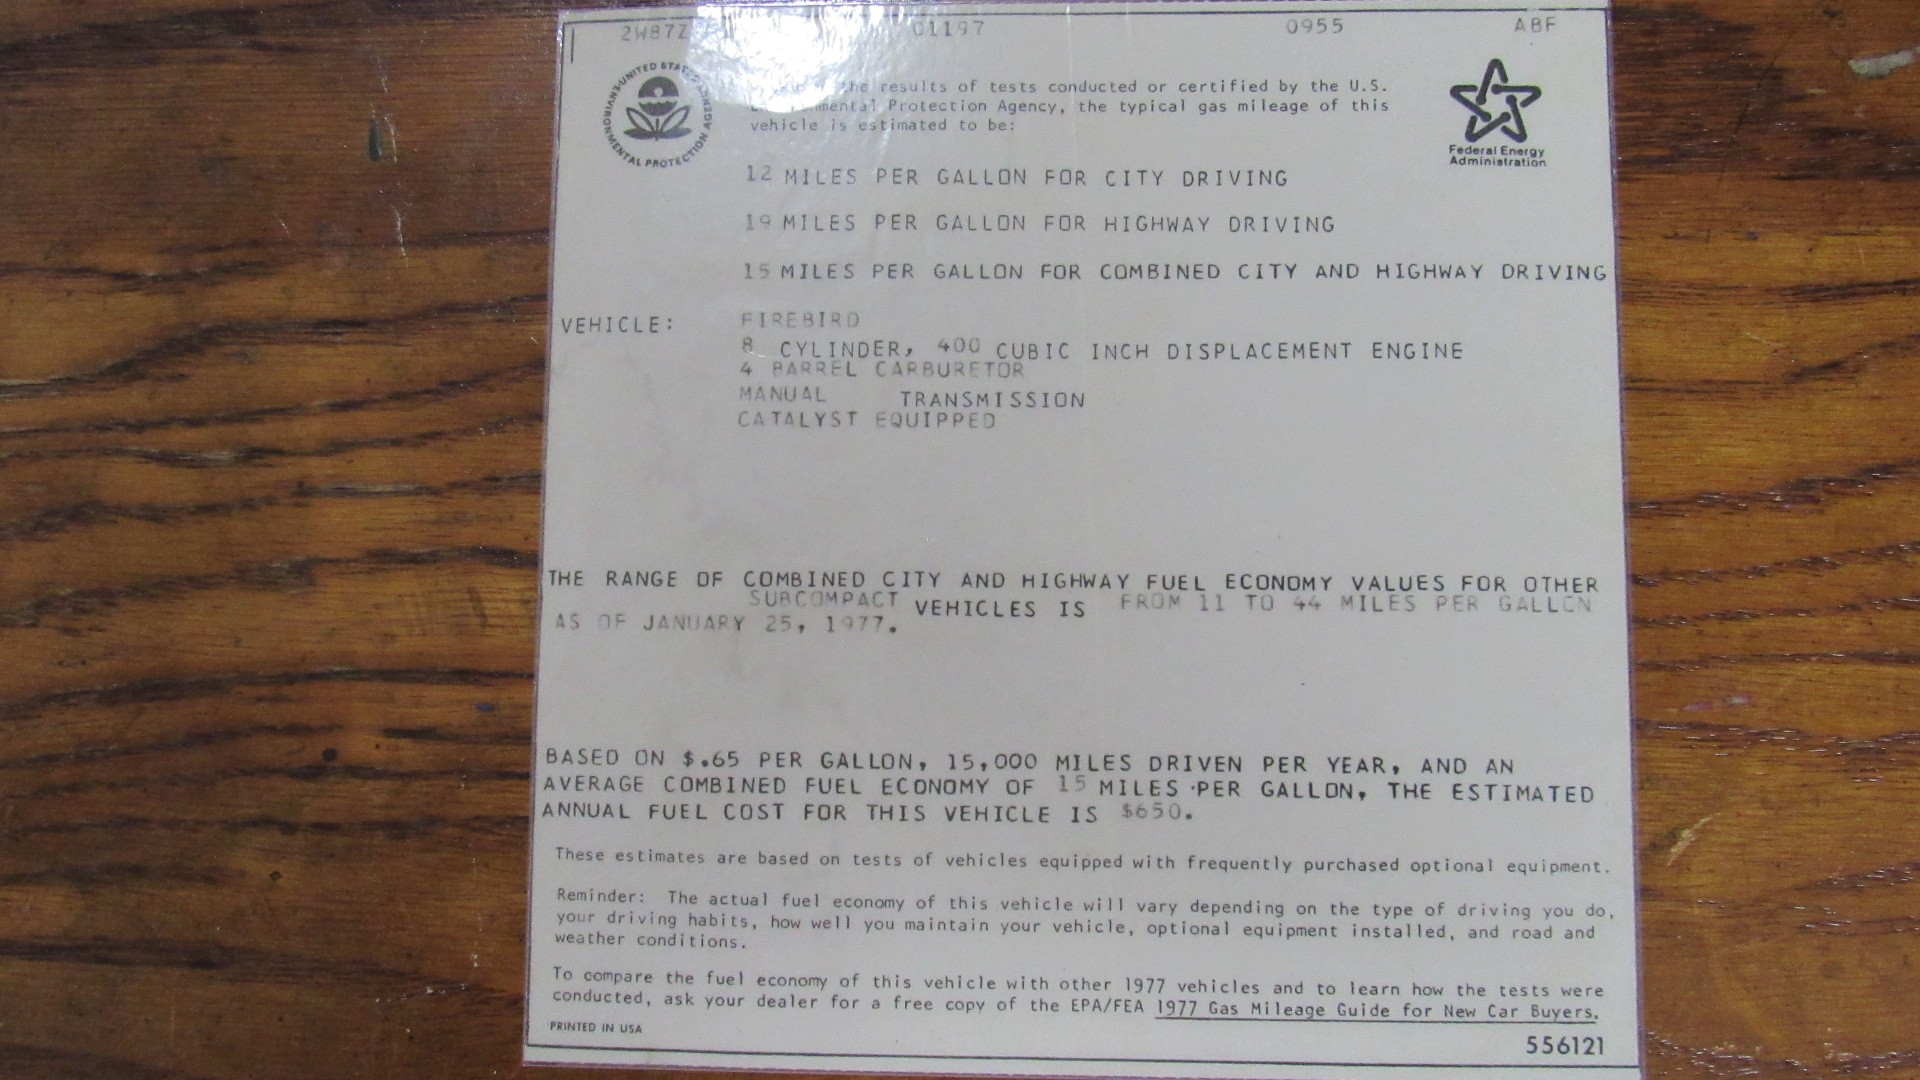 2W87Z 01197 0955 ABF
UNITED STATES ENVIRONMENTAL PROTECTION AGENCY
the results of tests conducted or certified by the U.S.
mental Protection Agency, the typical gas mileage of this
vehicle is estimated to be:
Federal Energy
Administration
12 MILES PER GALLON FOR CITY DRIVING
19 MILES PER GALLON FOR HIGHWAY DRIVING
15 MILES PER GALLON FOR COMBINED CITY AND HIGHWAY DRIVING
VEHICLE: FIREBIRD
8 CYLINDER, 400 CUBIC INCH DISPLACEMENT ENGINE
4 BARREL CARBURETOR
MANUAL TRANSMISSION
CATALYST EQUIPPED
THE RANGE OF COMBINED CITY AND HIGHWAY FUEL ECONOMY VALUES FOR OTHER
SUBCOMPACT VEHICLES IS FROM 11 TO 44 MILES PER GALLON
AS OF JANUARY 25, 1977.
BASED ON $.65 PER GALLON, 15,000 MILES DRIVEN PER YEAR, AND AN
AVERAGE COMBINED FUEL ECONOMY OF 15 MILES PER GALLON, THE ESTIMATED
ANNUAL FUEL COST FOR THIS VEHICLE IS $650.
These estimates are based on tests of vehicles equipped with frequently purchased optional equipment.
Reminder: The actual fuel economy of this vehicle will vary depending on the type of driving you do,
your driving habits, how well you maintain your vehicle, optional equipment installed, and road and
weather conditions.
To compare the fuel economy of this vehicle with other 1977 vehicles and to learn how the tests were
conducted, ask your dealer for a free copy of the EPA/FEA 1977 Gas Mileage Guide for New Car Buyers.
PRINTED IN USA
556121